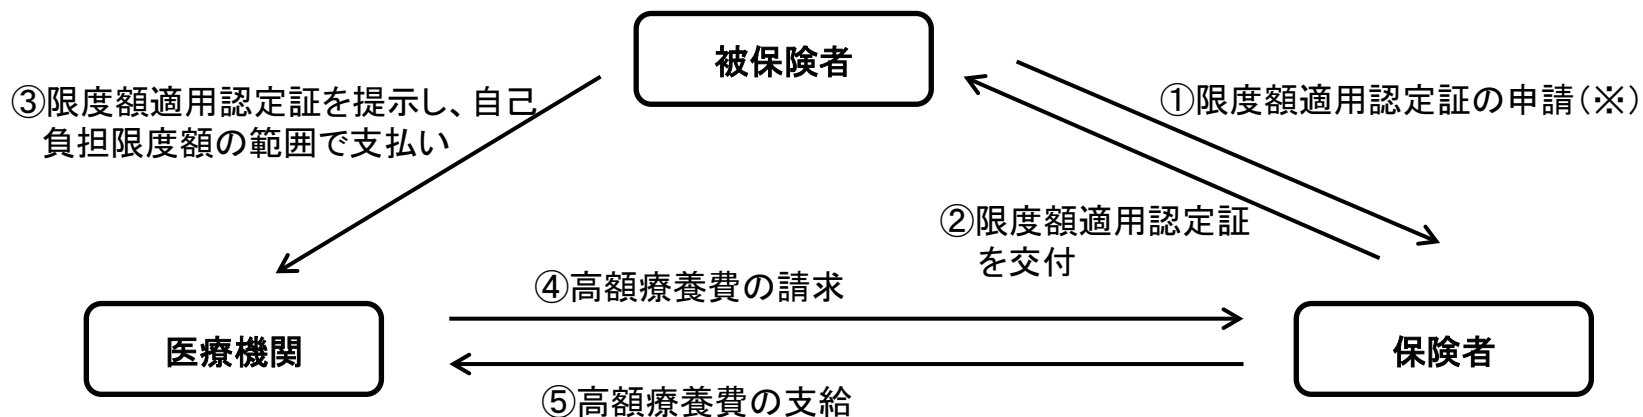 被保険者
③限度額適用認定証を提示し、自己
負担限度額の範囲で支払い
①限度額適用認定証の申請(※)
②限度額適用認定証
を交付
④高額療養費の請求
医療機関
保険者
⑤高額療養費の支給